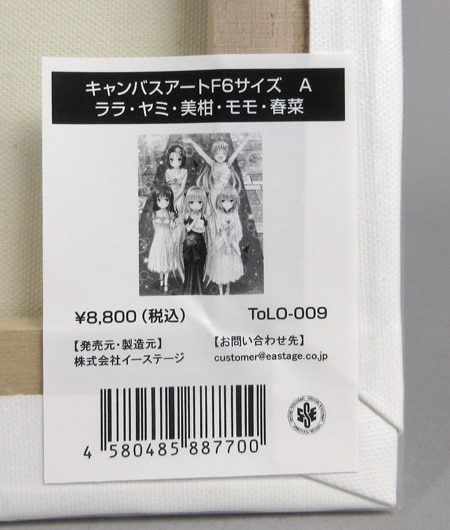 キャンバスアートF6サイズ A
ララ・ヤミ・美柑・モモ・春菜
¥8,800（税込） ToLO-009
【発売元・製造元】 【お問い合わせ先】
株式会社イーステージ customer@eastage.co.jp
4 580485 887700